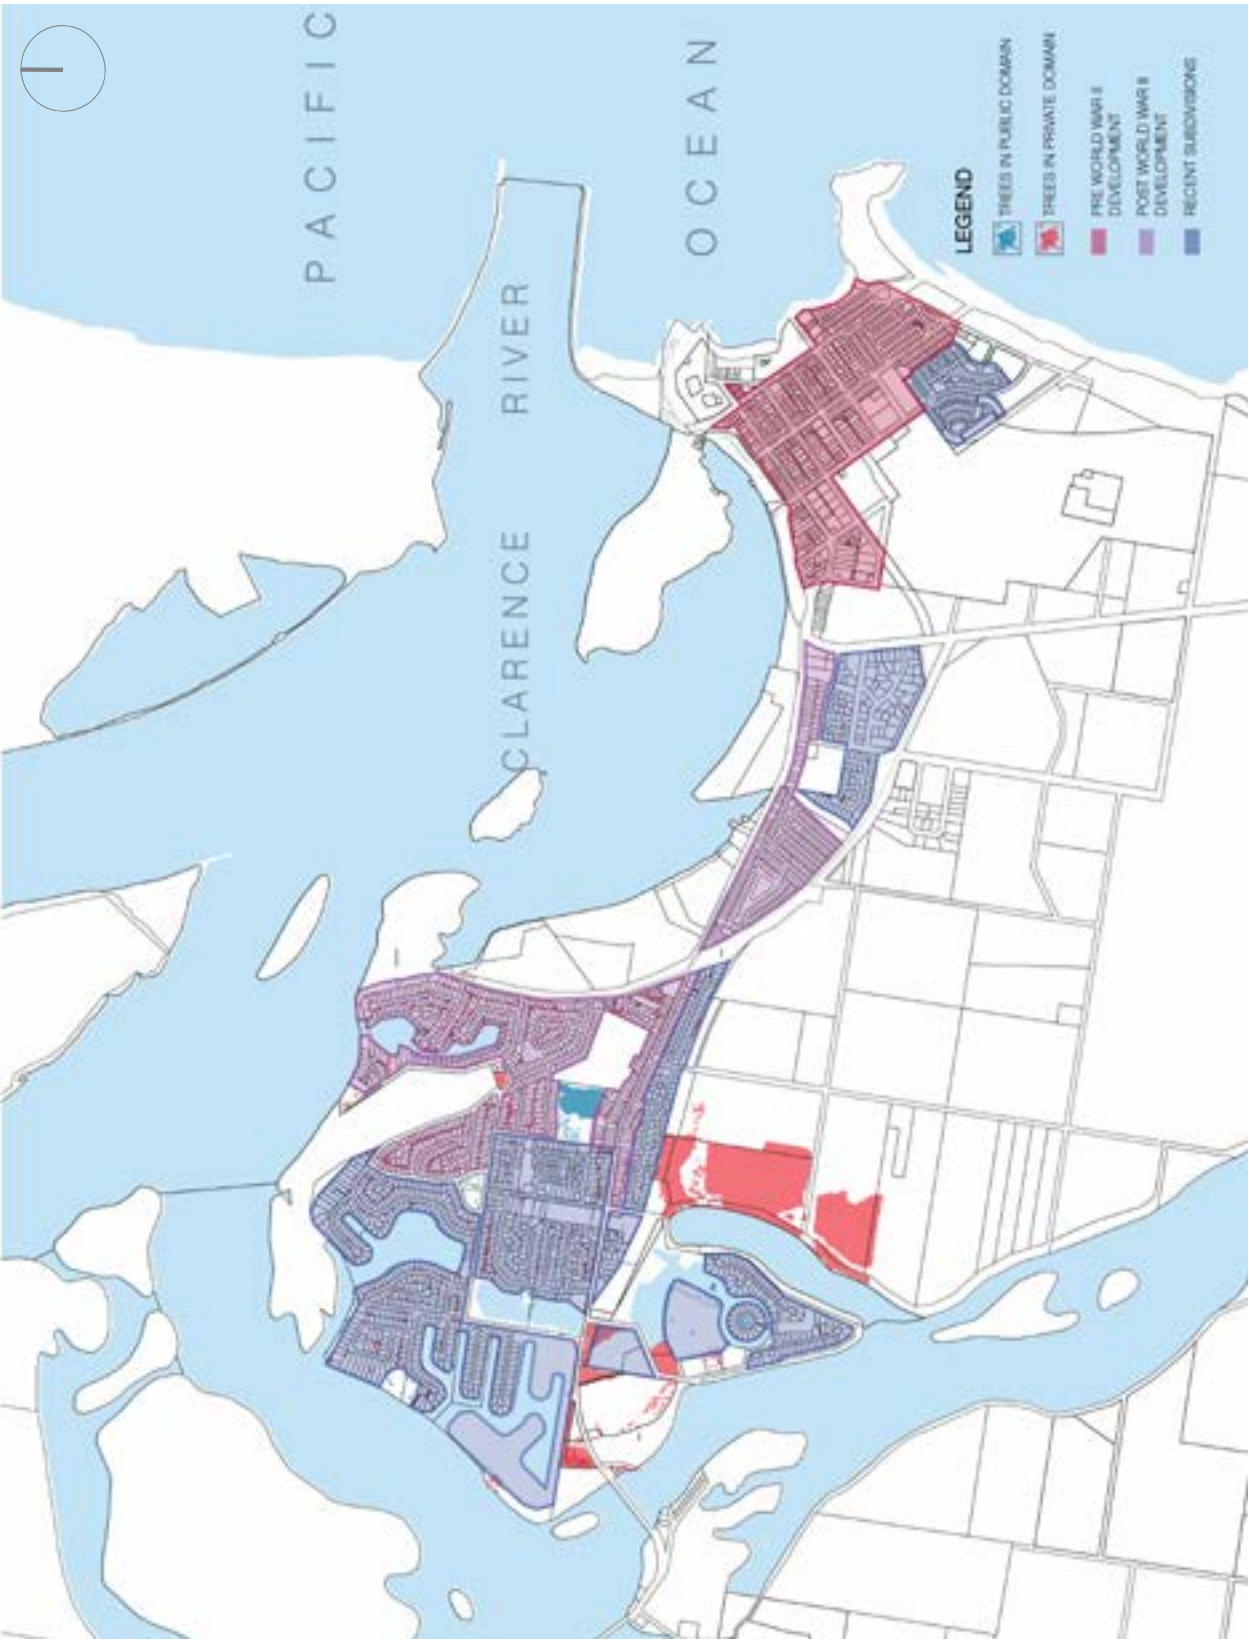 PACIFIC
OCEAN
CLARENCE RIVER
LEGEND
TREES IN PUBLIC DOMAIN
TREES IN PRIVATE DOMAIN
PRE WORLD WAR II
DEVELOPMENT
POST WORLD WAR II
DEVELOPMENT
RECENT SUBDIVISIONS